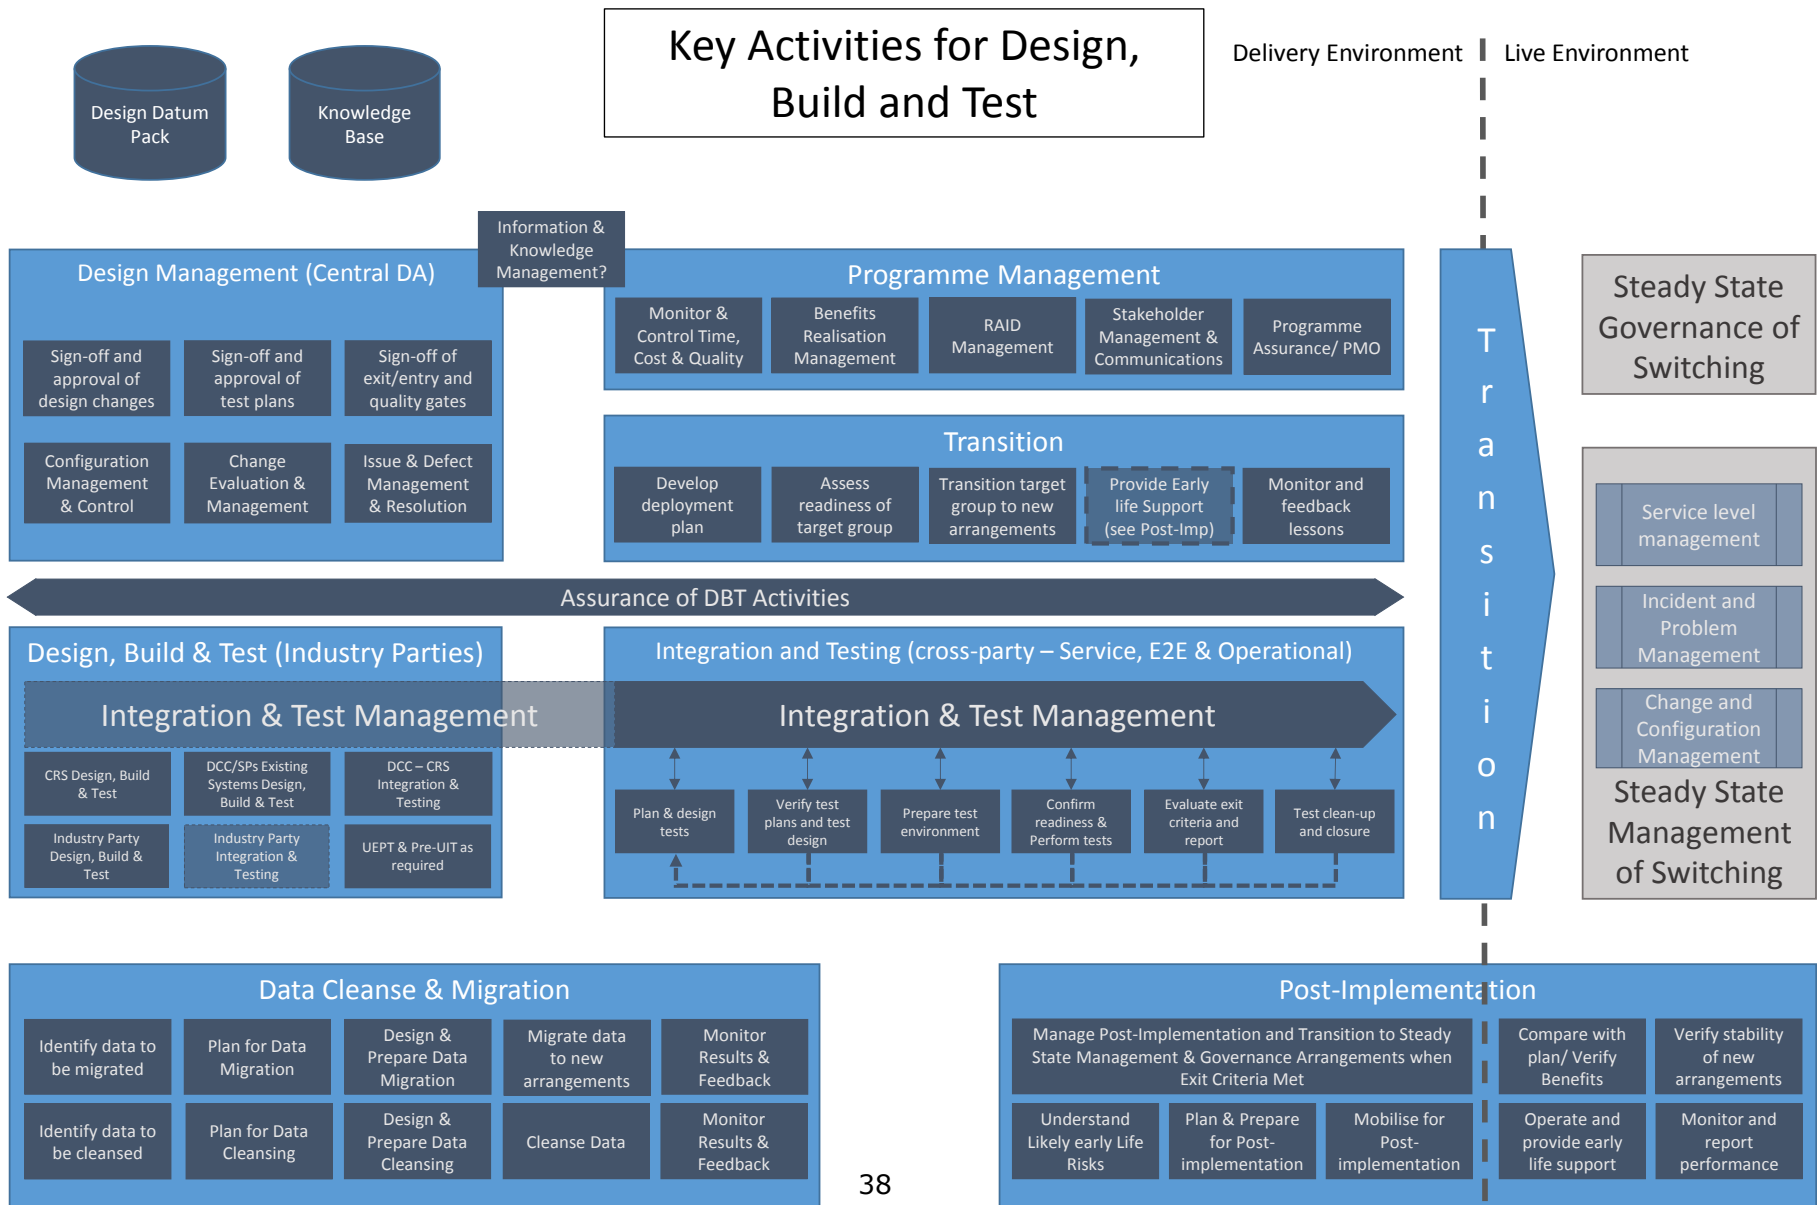 Key Activities for Design,
Build and Test
Delivery Environment
Live Environment
Design Datum
Pack
Knowledge
Base
Information &
Knowledge
Management?
Design Management (Central DA)
Sign-off and
approval of
design changes
Sign-off and
approval of
test plans
Sign-off of
exit/entry and
quality gates
Configuration
Management
& Control
Change
Evaluation &
Management
Issue & Defect
Management
& Resolution
Programme Management
Monitor &
Control Time,
Cost & Quality
Benefits
Realisation
Management
RAID
Management
Stakeholder
Management &
Communications
Programme
Assurance/ PMO
Transition
Develop
deployment
plan
Assess
readiness of
target group
Transition target
group to new
arrangements
Provide Early
life Support
(see Post-Imp)
Monitor and
feedback
lessons
Assurance of DBT Activities
Design, Build & Test (Industry Parties)
Integration & Test Management
CRS Design, Build
& Test
DCC/SPs Existing
Systems Design,
Build & Test
DCC – CRS
Integration &
Testing
Industry Party
Design, Build &
Test
Industry Party
Integration &
Testing
UEPT & Pre-UIT as
required
Integration and Testing (cross-party – Service, E2E & Operational)
Integration & Test Management
Plan & design
tests
Verify test
plans and test
design
Prepare test
environment
Confirm
readiness &
Perform tests
Evaluate exit
criteria and
report
Test clean-up
and closure
T
r
a
n
s
i
t
i
o
n
Steady State
Governance of
Switching
Service level
management
Incident and
Problem
Management
Change and
Configuration
Management
Steady State
Management
of Switching
Data Cleanse & Migration
Identify data to
be migrated
Plan for Data
Migration
Design &
Prepare Data
Migration
Migrate data
to new
arrangements
Monitor
Results &
Feedback
Identify data to
be cleansed
Plan for Data
Cleansing
Design &
Prepare Data
Cleansing
Cleanse Data
Monitor
Results &
Feedback
Post-Implementation
Manage Post-Implementation and Transition to Steady
State Management & Governance Arrangements when
Exit Criteria Met
Compare with
plan/ Verify
Benefits
Verify stability
of new
arrangements
Understand
Likely early Life
Risks
Plan & Prepare
for Post-
implementation
Mobilise for
Post-
implementation
Operate and
provide early
life support
Monitor and
report
performance
38